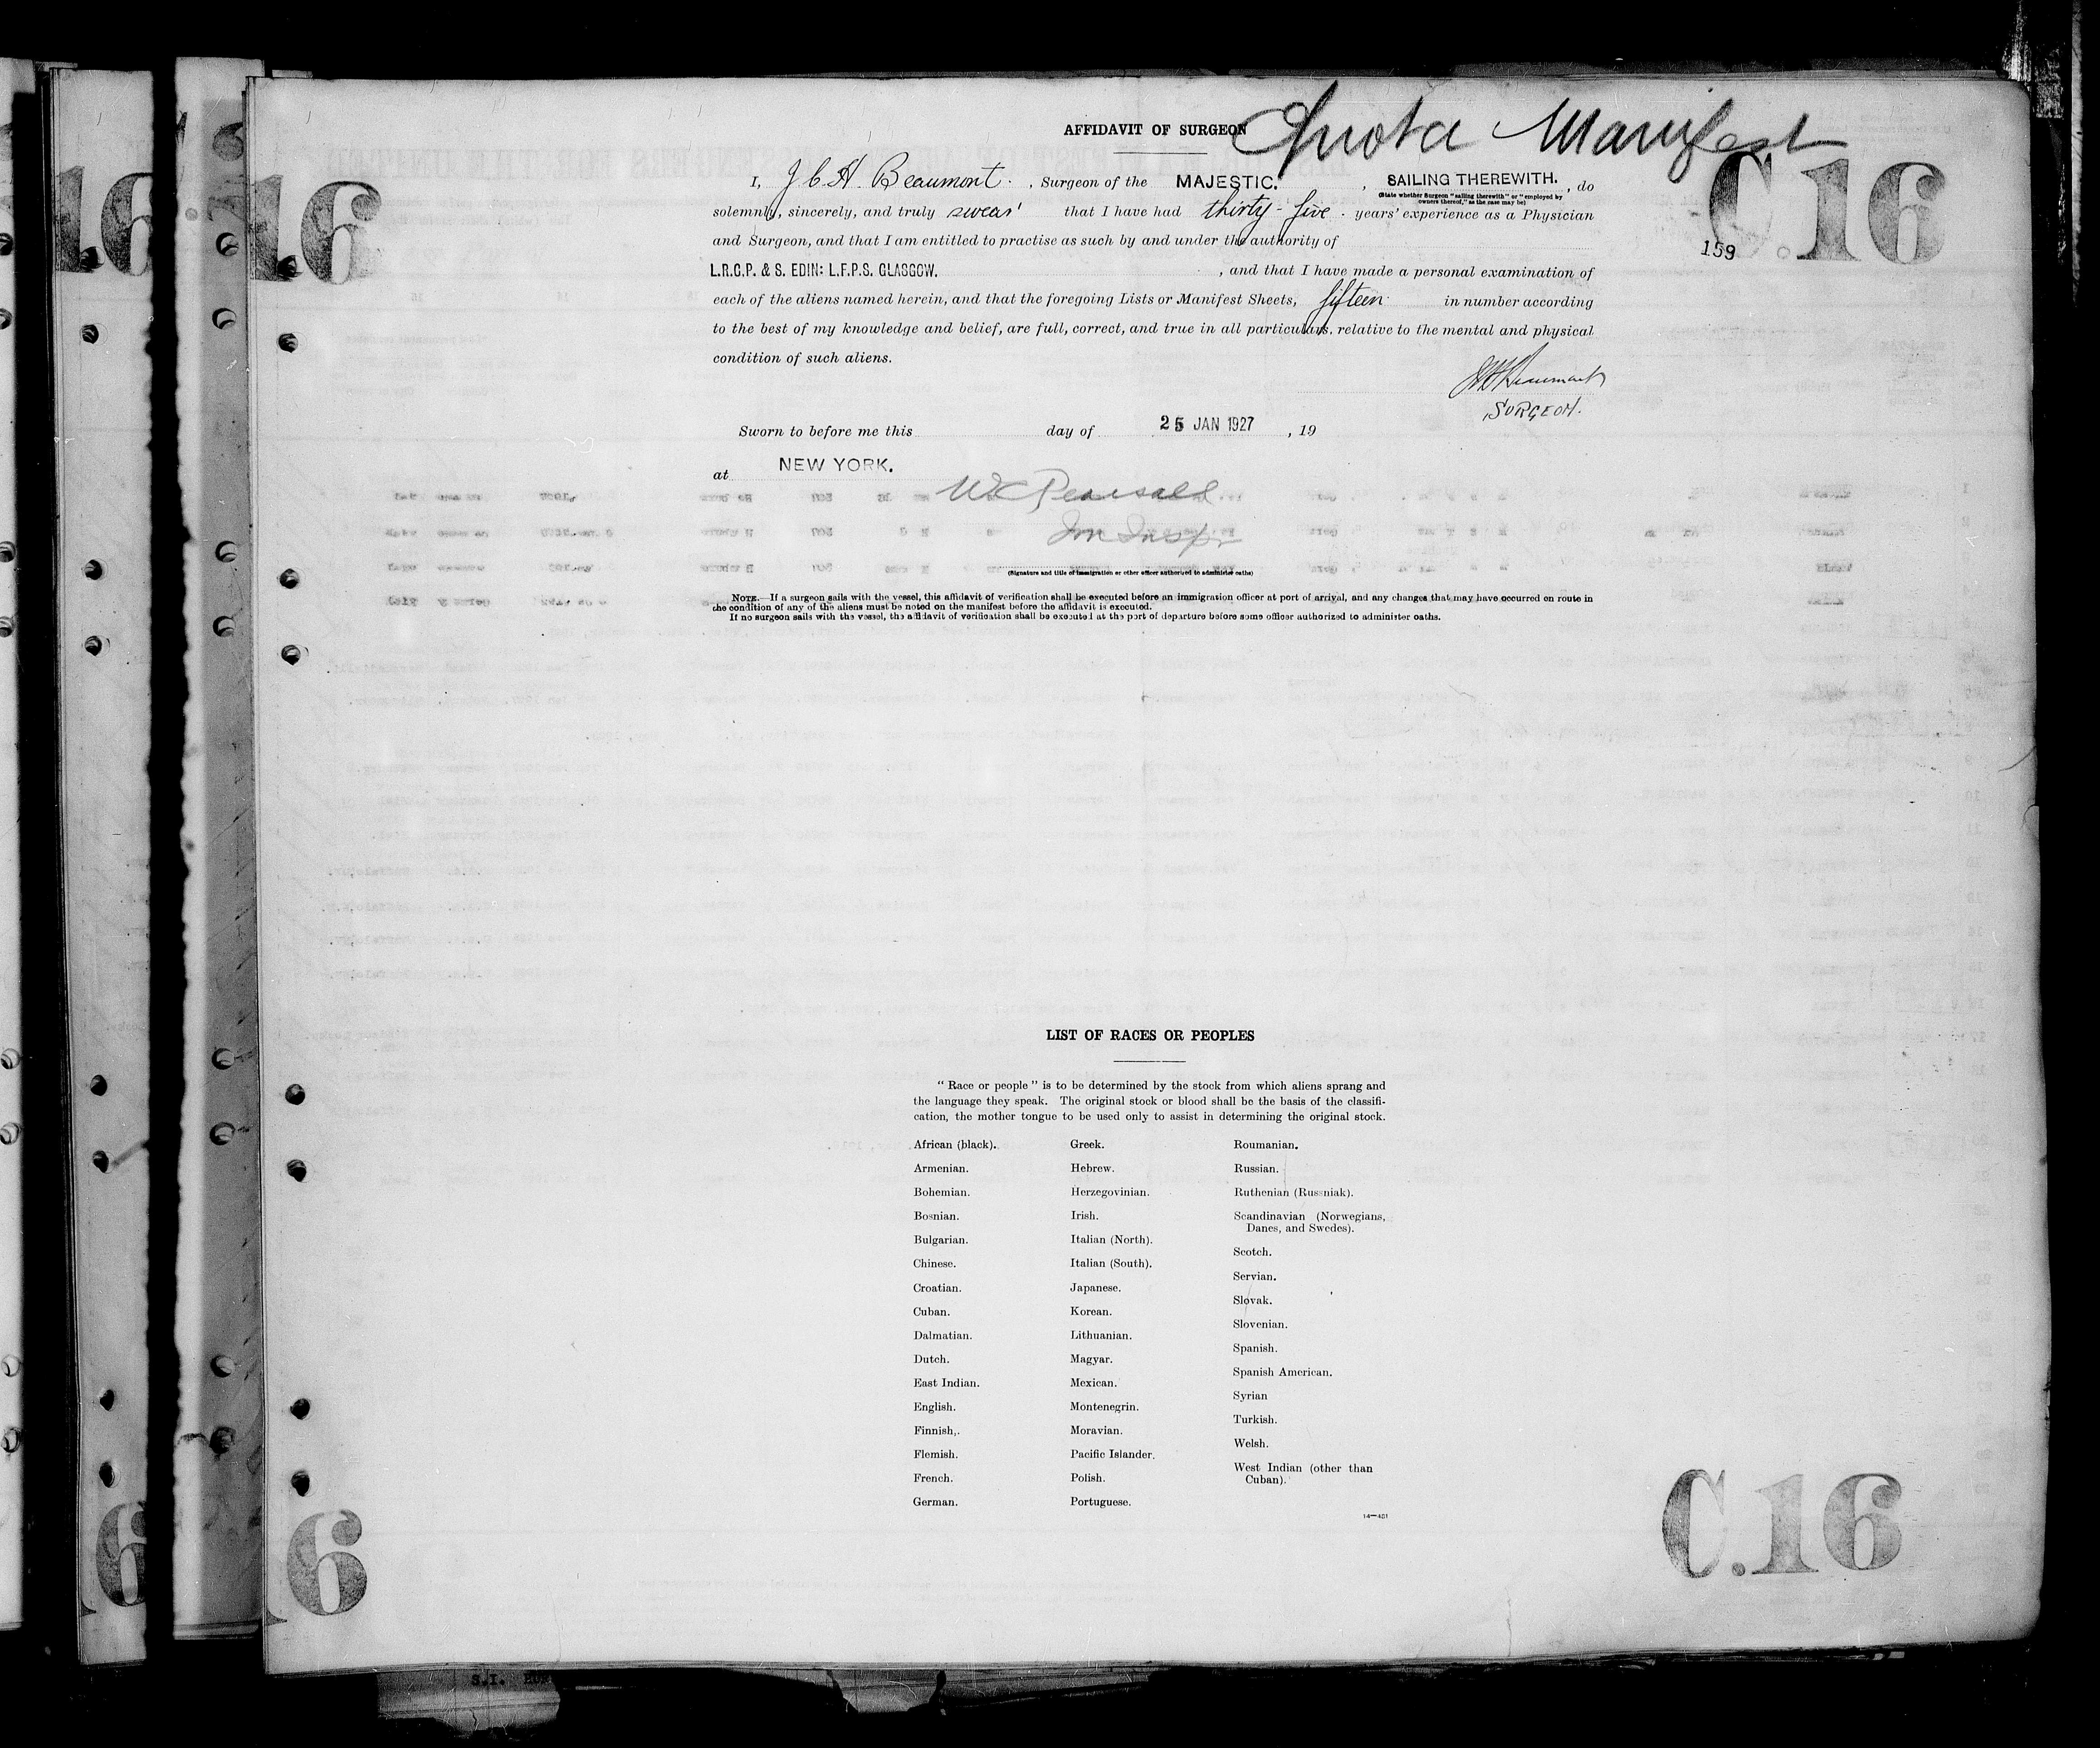 AFFIDAVIT OF SURGEON
Quota Manifest
C.16
16
16
159
I, J C. H. Beaumont. , Surgeon of the MAJESTIC. , SAILING THEREWITH. , do
(State whether Surgeon "sailing therewith" or "employed by
owners thereof," as the case may be)
solemnly, sincerely, and truly swear that I have had thirty-five. years' experience as a Physician
and Surgeon, and that I am entitled to practise as such by and under the authority of
L.R.C.P. & S. EDIN: L.F.P.S. GLASGOW. , and that I have made a personal examination of
each of the aliens named herein, and that the foregoing Lists or Manifest Sheets, fifteen in number according
to the best of my knowledge and belief, are full, correct, and true in all particulars, relative to the mental and physical
condition of such aliens.
Beaumont
SURGEON.
Sworn to before me this day of 25 JAN 1927 , 19
at NEW YORK.
W C Pearsall
Im Inspr
(Signature and title of immigration or other officer authorized to administer oaths)
NOTE.—If a surgeon sails with the vessel, this affidavit of verification shall be executed before an immigration officer at port of arrival, and any changes that may have occurred on route in
the condition of any of the aliens must be noted on the manifest before the affidavit is executed.
If no surgeon sails with the vessel, the affidavit of verification shall be executed at the port of departure before some officer authorized to administer oaths.
LIST OF RACES OR PEOPLES
"Race or people" is to be determined by the stock from which aliens sprang and
the language they speak. The original stock or blood shall be the basis of the classifi-
cation, the mother tongue to be used only to assist in determining the original stock.
African (black).
Armenian.
Bohemian.
Bosnian.
Bulgarian.
Chinese.
Croatian.
Cuban.
Dalmatian.
Dutch.
East Indian.
English.
Finnish.
Flemish.
French.
German.
Greek.
Hebrew.
Herzegovinian.
Irish.
Italian (North).
Italian (South).
Japanese.
Korean.
Lithuanian.
Magyar.
Mexican.
Montenegrin.
Moravian.
Pacific Islander.
Polish.
Portuguese.
Roumanian.
Russian.
Ruthenian (Russniak).
Scandinavian (Norwegians,
Danes, and Swedes).
Scotch.
Servian.
Slovak.
Slovenian.
Spanish.
Spanish American.
Syrian
Turkish.
Welsh.
West Indian (other than
Cuban).
14—481
C.16
6
6
S.I.